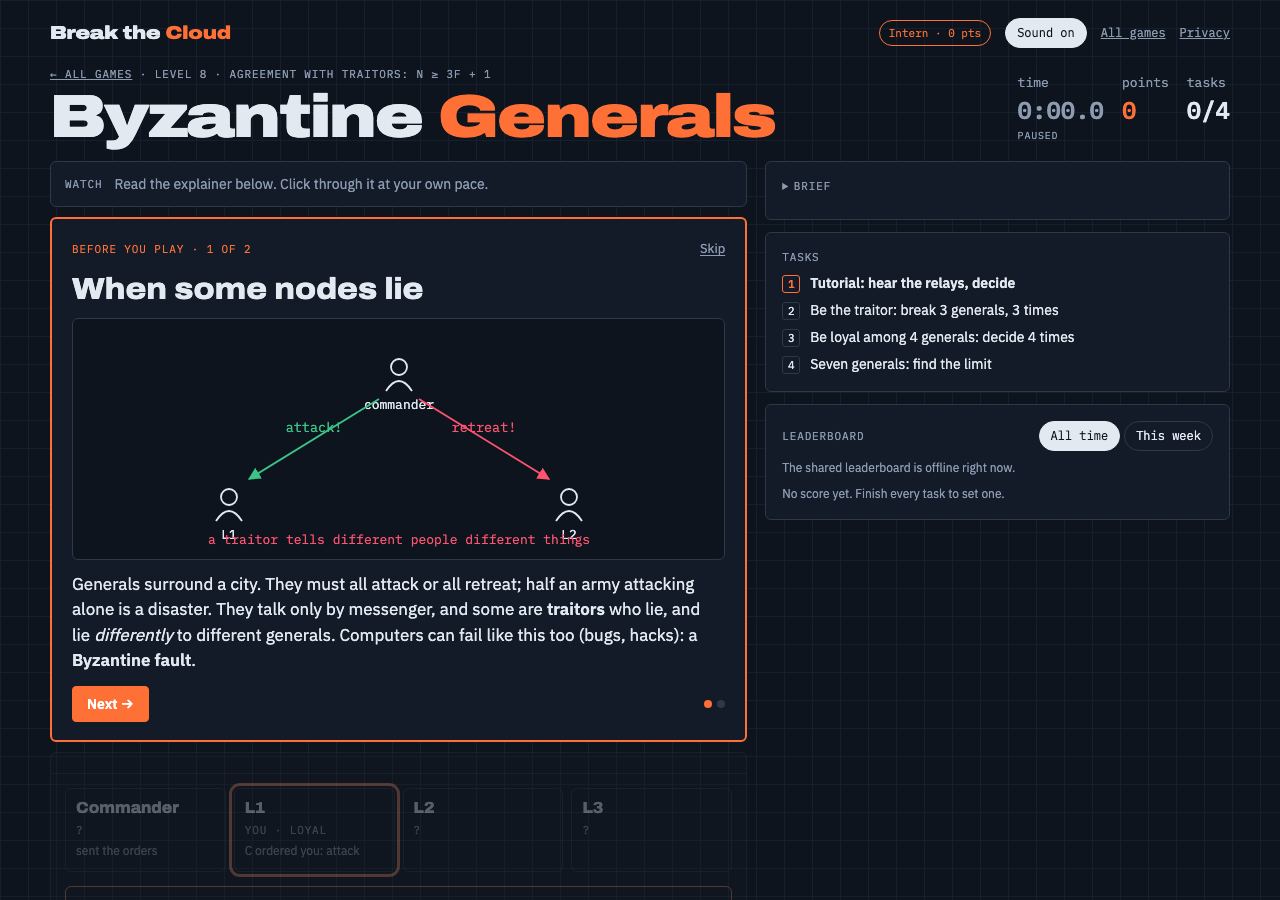 Break the Cloud
Intern · 0 pts
Sound on
All games
Privacy
← ALL GAMES · LEVEL 8 · AGREEMENT WITH TRAITORS: N ≥ 3F + 1
Byzantine Generals
time
0:00.0
PAUSED
points
0
tasks
0/4
WATCH Read the explainer below. Click through it at your own pace.
BEFORE YOU PLAY · 1 OF 2
Skip
When some nodes lie
commander
attack!
retreat!
L1
L2
a traitor tells different people different things
Generals surround a city. They must all attack or all retreat; half an army attacking
alone is a disaster. They talk only by messenger, and some are traitors who lie, and
lie differently to different generals. Computers can fail like this too (bugs, hacks): a
Byzantine fault.
Next →
Commander
?
sent the orders
L1
YOU · LOYAL
C ordered you: attack
L2
?
L3
?
▶ BRIEF
TASKS
1 Tutorial: hear the relays, decide
2 Be the traitor: break 3 generals, 3 times
3 Be loyal among 4 generals: decide 4 times
4 Seven generals: find the limit
LEADERBOARD
All time
This week
The shared leaderboard is offline right now.
No score yet. Finish every task to set one.